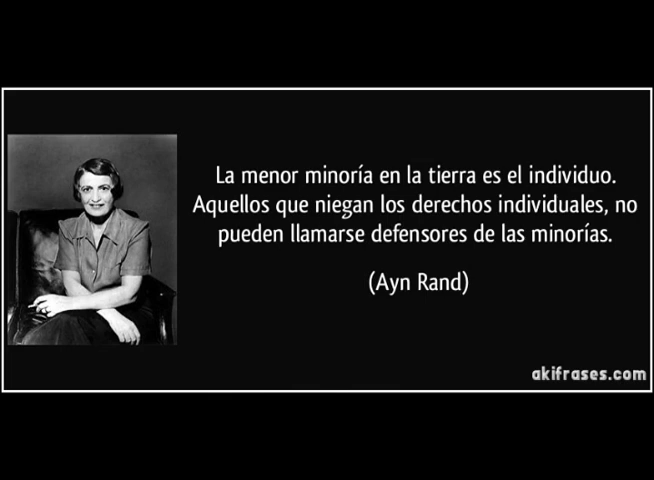 La menor minoría en la tierra es el individuo.
Aquellos que niegan los derechos individuales, no
pueden llamarse defensores de las minorías.
(Ayn Rand)
akifrases.com